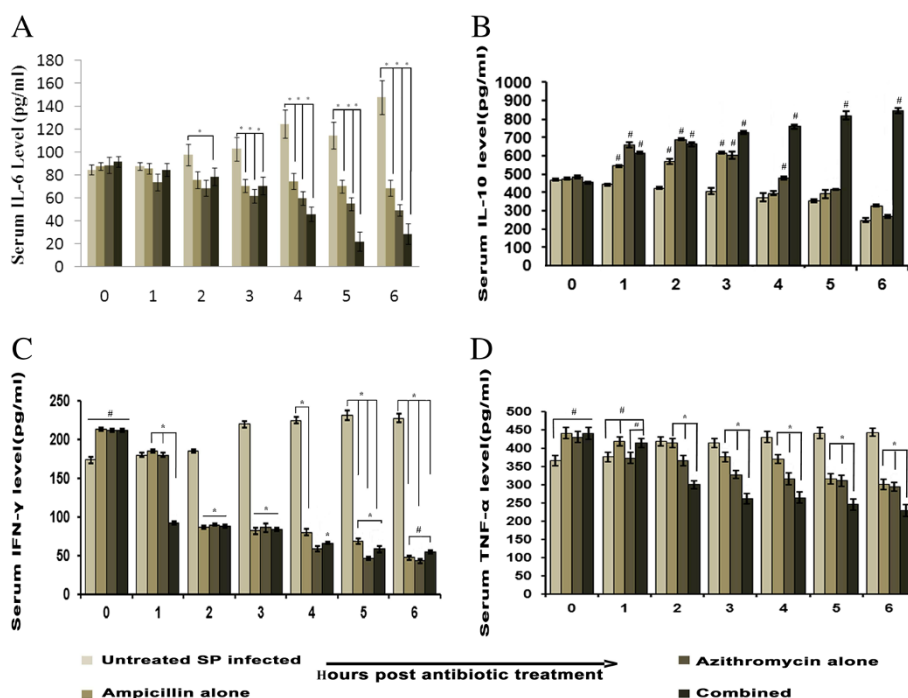 A
Serum IL-6 Level (pg/ml)
180
160
140
120
100
80
60
40
20
0
* * * * * * * * * * * * *
0 1 2 3 4 5 6
B
Serum IL-10 level(pg/ml)
1000
900
800
700
600
500
400
300
200
100
0
# # # # # # # # # # # # #
0 1 2 3 4 5 6
C
Serum IFN-γ level(pg/ml)
250
200
150
100
50
0
#
0 1 2 3 4 5 6
D
Serum TNF-α level(pg/ml)
450
400
350
300
250
200
150
100
50
0
# # #
0 1 2 3 4 5 6
Untreated SP infected
Ampicillin alone
Hours post antibiotic treatment
Azithromycin alone
Combined